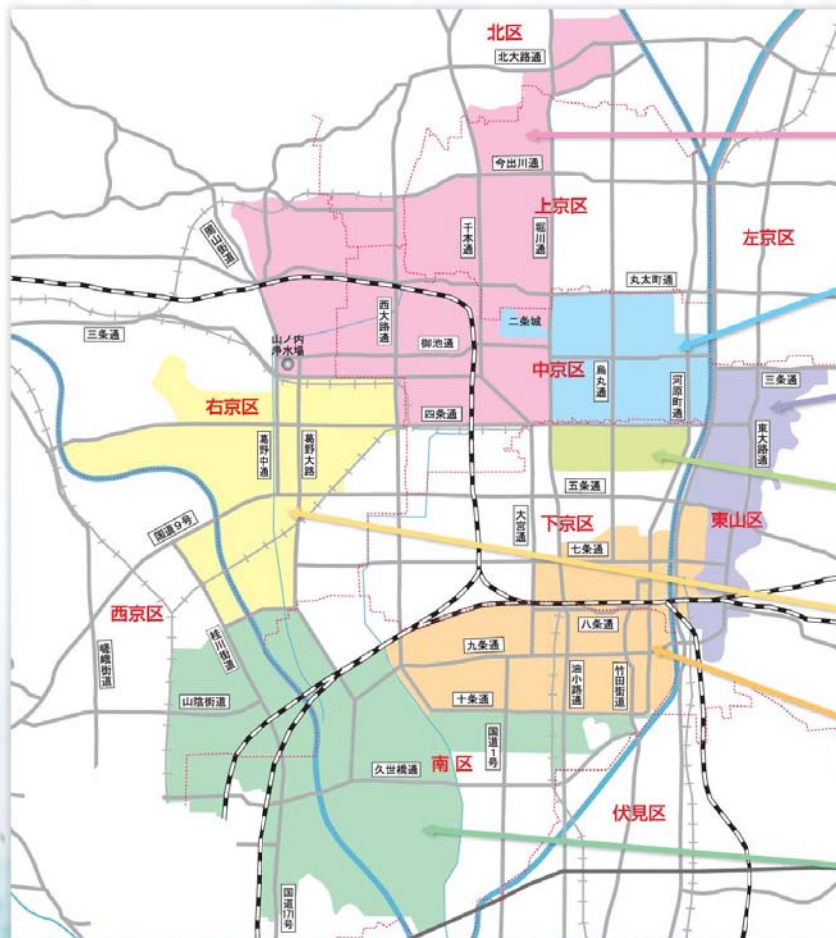 北区
北大路通
今出川通
上京区
千本通
堀川通
左京区
周山街道
丸太町通
西大路通
二条城
三条通
山ノ内
浄水場
御池通
中京区
烏丸通
河原町通
三条通
右京区
四条通
東大路通
葛野中通
葛野大路
五条通
大宮通
下京区
東山区
国道9号
七条通
西京区
八条通
桂川街道
九条通
嵯峨街道
油小路通
竹田街道
山陰街道
十条通
国道1号
久世橋通
南区
伏見区
国道171号